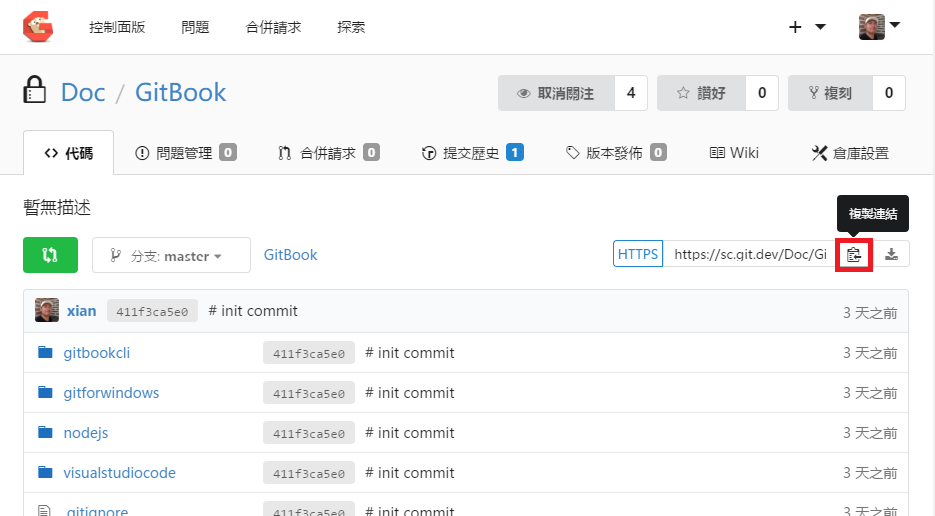 控制面版 問題 合併請求 探索
Doc / GitBook 取消關注 4 讚好 0 複刻 0
代碼 問題管理 0 合併請求 0 提交歷史 1 版本發佈 0 Wiki 倉庫設置
暫無描述
複製連結
分支: master GitBook HTTPS https://sc.git.dev/Doc/Gi
xian 411f3ca5e0 # init commit 3 天之前
gitbookcli 411f3ca5e0 # init commit 3 天之前
gitforwindows 411f3ca5e0 # init commit 3 天之前
nodejs 411f3ca5e0 # init commit 3 天之前
visualstudiocode 411f3ca5e0 # init commit 3 天之前
.gitignore 411f3ca5e0 # init commit 3 天之前